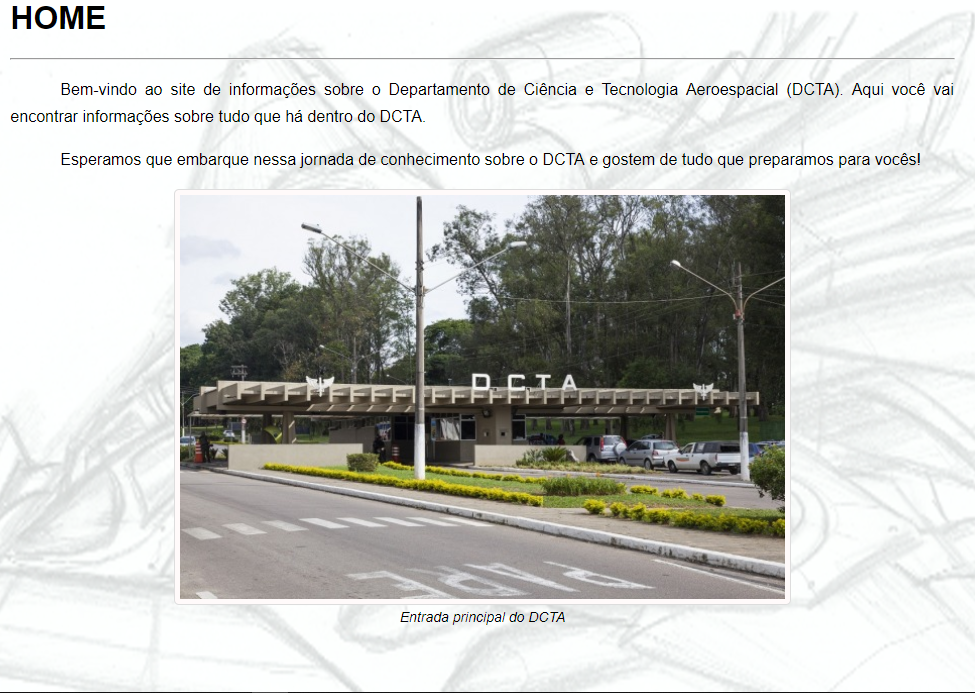 HOME
Bem-vindo ao site de informações sobre o Departamento de Ciência e Tecnologia Aeroespacial (DCTA). Aqui você vai
encontrar informações sobre tudo que há dentro do DCTA.
Esperamos que embarque nessa jornada de conhecimento sobre o DCTA e gostem de tudo que preparamos para vocês!
DCTA
Entrada principal do DCTA